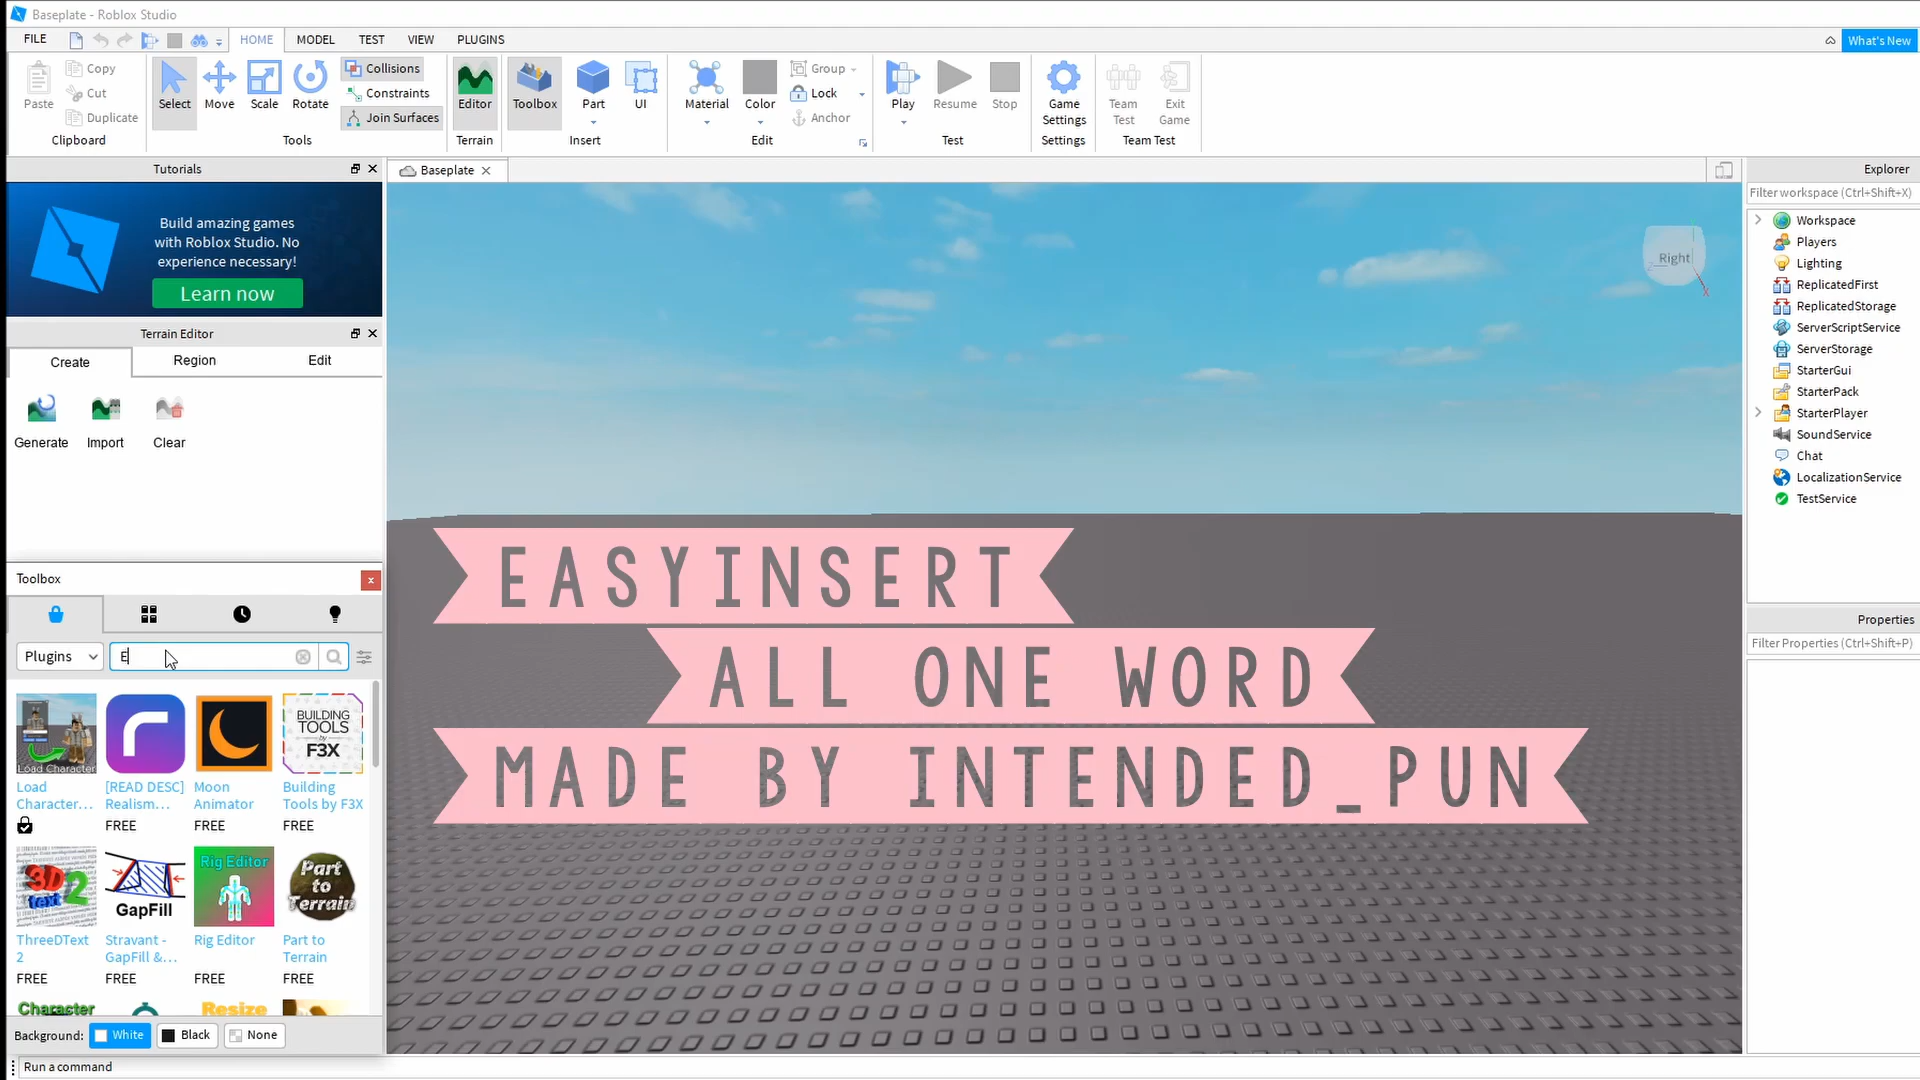 Baseplate - Roblox Studio
FILE HOME MODEL TEST VIEW PLUGINS What's New
Paste Copy Cut Duplicate
Clipboard
Select Move Scale Rotate
Collisions
Constraints
Join Surfaces
Tools
Editor
Terrain
Toolbox Part UI
Insert
Material Color
Group
Lock
Anchor
Edit
Play Resume Stop
Test
Game Settings
Settings
Team Test
Exit Game
Team Test
Tutorials
Build amazing games
with Roblox Studio. No
experience necessary!
Learn now
Terrain Editor
Create Region Edit
Generate Import Clear
Toolbox
Plugins E
Load Character
BUILDING
TOOLS
by
F3X
Load
Character...
[READ DESC]
Realism...
FREE
Moon
Animator
FREE
Building
Tools by F3X
FREE
3D text 2
GapFill
Rig Editor
Part
to
Terrain
ThreeDText
2
FREE
Stravant -
GapFill &...
FREE
Rig Editor
FREE
Part to
Terrain
FREE
Character
Resize
Background: White Black None
Run a command
Baseplate
Right
X
EASYINSERT
ALL ONE WORD
MADE BY INTENDED_PUN
Explorer
Filter workspace (Ctrl+Shift+X)
Workspace
Players
Lighting
ReplicatedFirst
ReplicatedStorage
ServerScriptService
ServerStorage
StarterGui
StarterPack
StarterPlayer
SoundService
Chat
LocalizationService
TestService
Properties
Filter Properties (Ctrl+Shift+P)